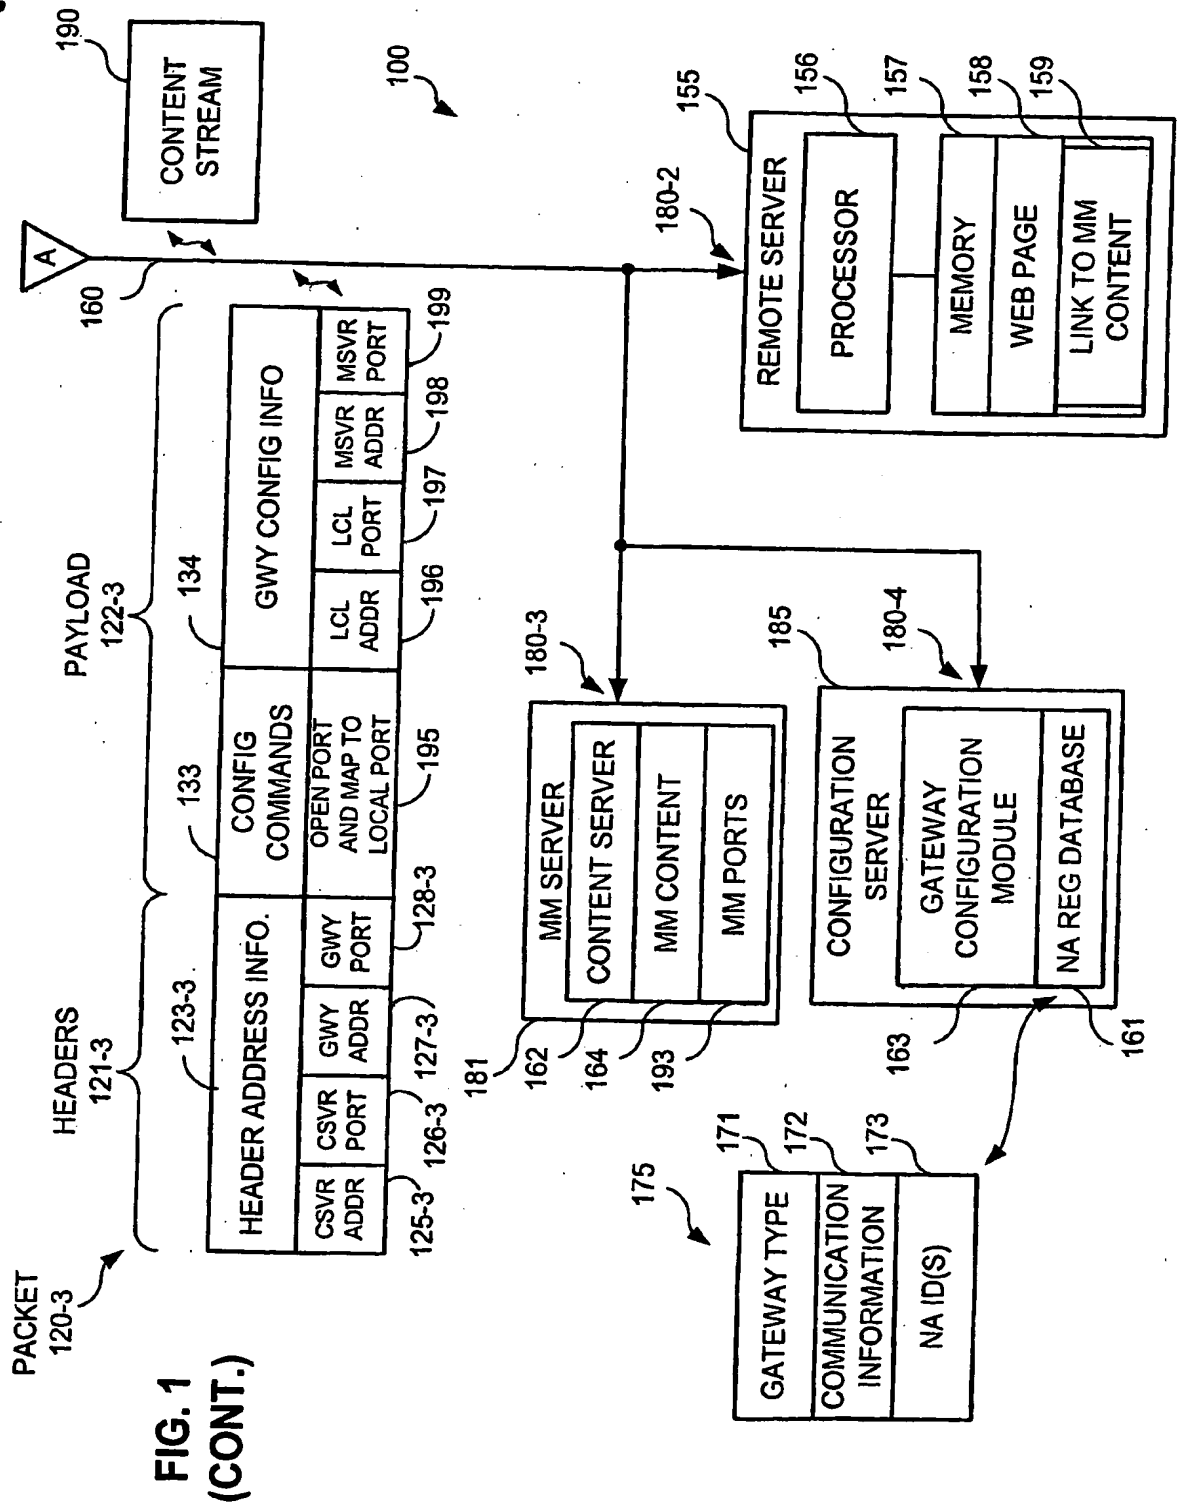 FIG. 1
(CONT.)
PACKET
120-3
HEADERS
121-3
PAYLOAD
122-3
123-3
133
134
160
A
190
CONTENT
STREAM
100
HEADER ADDRESS INFO.
CONFIG
COMMANDS
GWY CONFIG INFO
CSVR
ADDR
CSVR
PORT
GWY
ADDR
GWY
PORT
OPEN PORT
AND MAP TO
LOCAL PORT
LCL
ADDR
LCL
PORT
MSVR
ADDR
MSVR
PORT
125-3
126-3
127-3
128-3
195
196
197
198
199
180-3
181
MM SERVER
CONTENT SERVER
MM CONTENT
MM PORTS
162
164
193
180-2
155
REMOTE SERVER
PROCESSOR
156
MEMORY
157
WEB PAGE
158
LINK TO MM
CONTENT
159
185
180-4
CONFIGURATION
SERVER
GATEWAY
CONFIGURATION
MODULE
NA REG DATABASE
163
161
175
GATEWAY TYPE
171
COMMUNICATION
INFORMATION
172
NA ID(S)
173